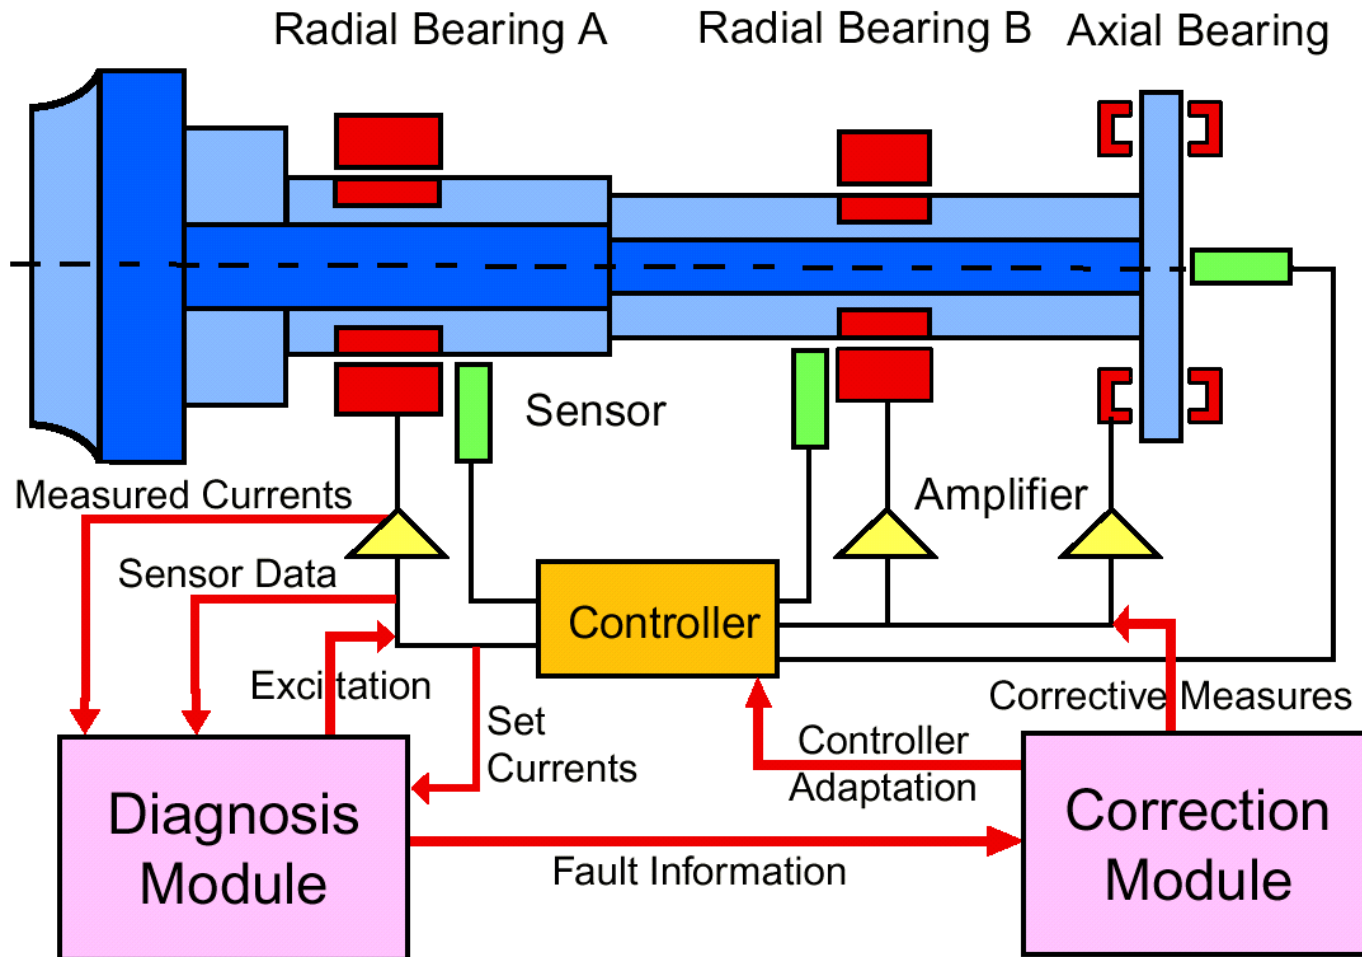 Radial Bearing A
Radial Bearing B
Axial Bearing
Sensor
Measured Currents
Amplifier
Sensor Data
Controller
Excitation
Corrective Measures
Set
Currents
Controller
Adaptation
Diagnosis
Module
Correction
Module
Fault Information